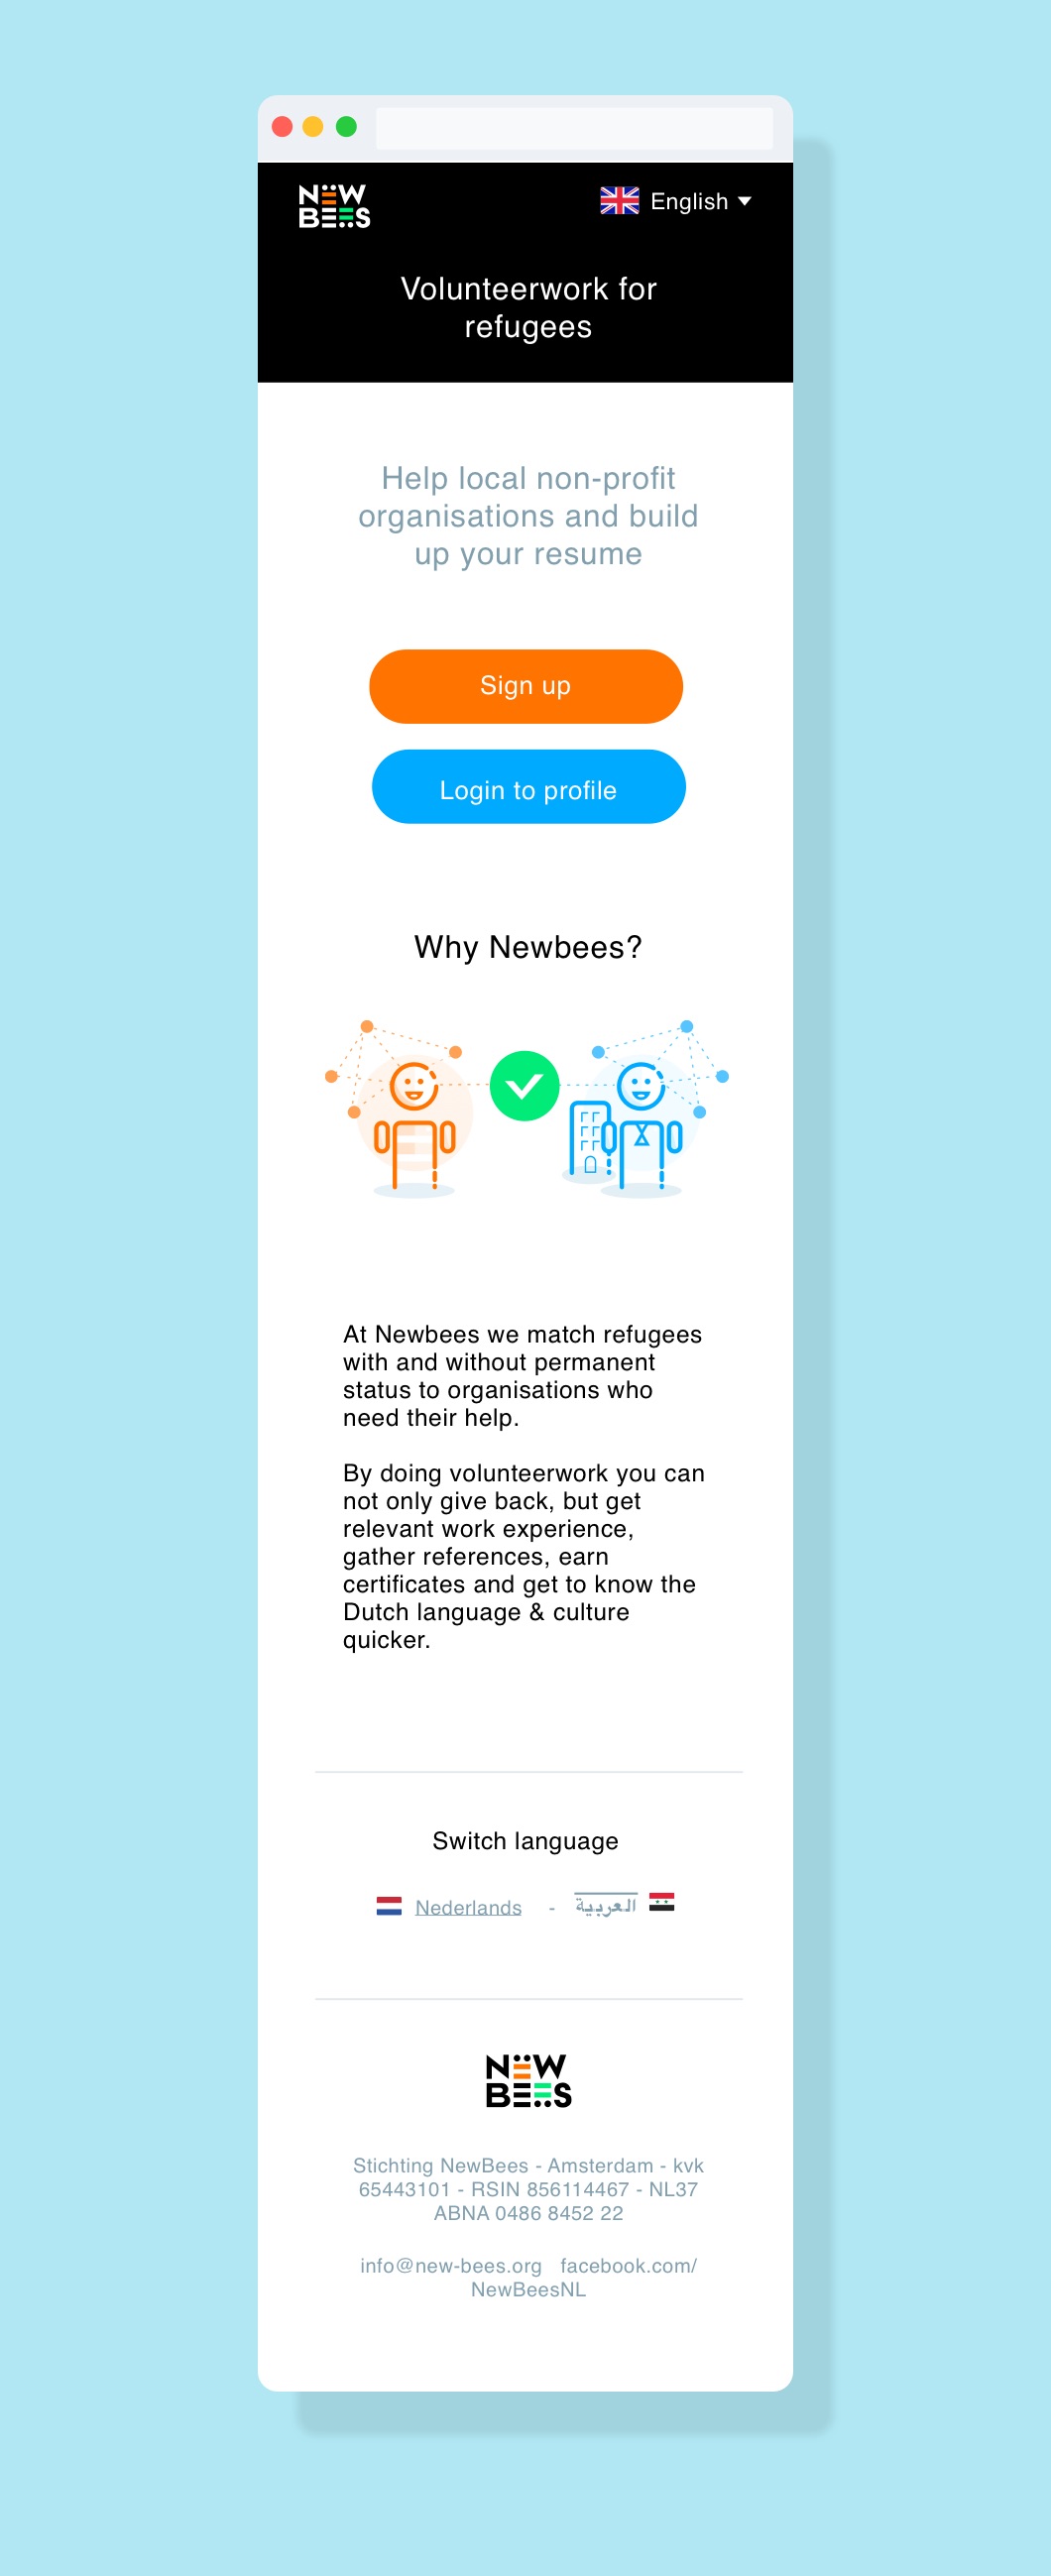 NEW
BEES
English
Volunteerwork for
refugees
Help local non-profit
organisations and build
up your resume
Sign up
Login to profile
Why Newbees?
At Newbees we match refugees
with and without permanent
status to organisations who
need their help.
By doing volunteerwork you can
not only give back, but get
relevant work experience,
gather references, earn
certificates and get to know the
Dutch language & culture
quicker.
Switch language
Nederlands - العربية
NEW
BEES
Stichting NewBees - Amsterdam - kvk
65443101 - RSIN 856114467 - NL37
ABNA 0486 8452 22
info@new-bees.org facebook.com/
NewBeesNL